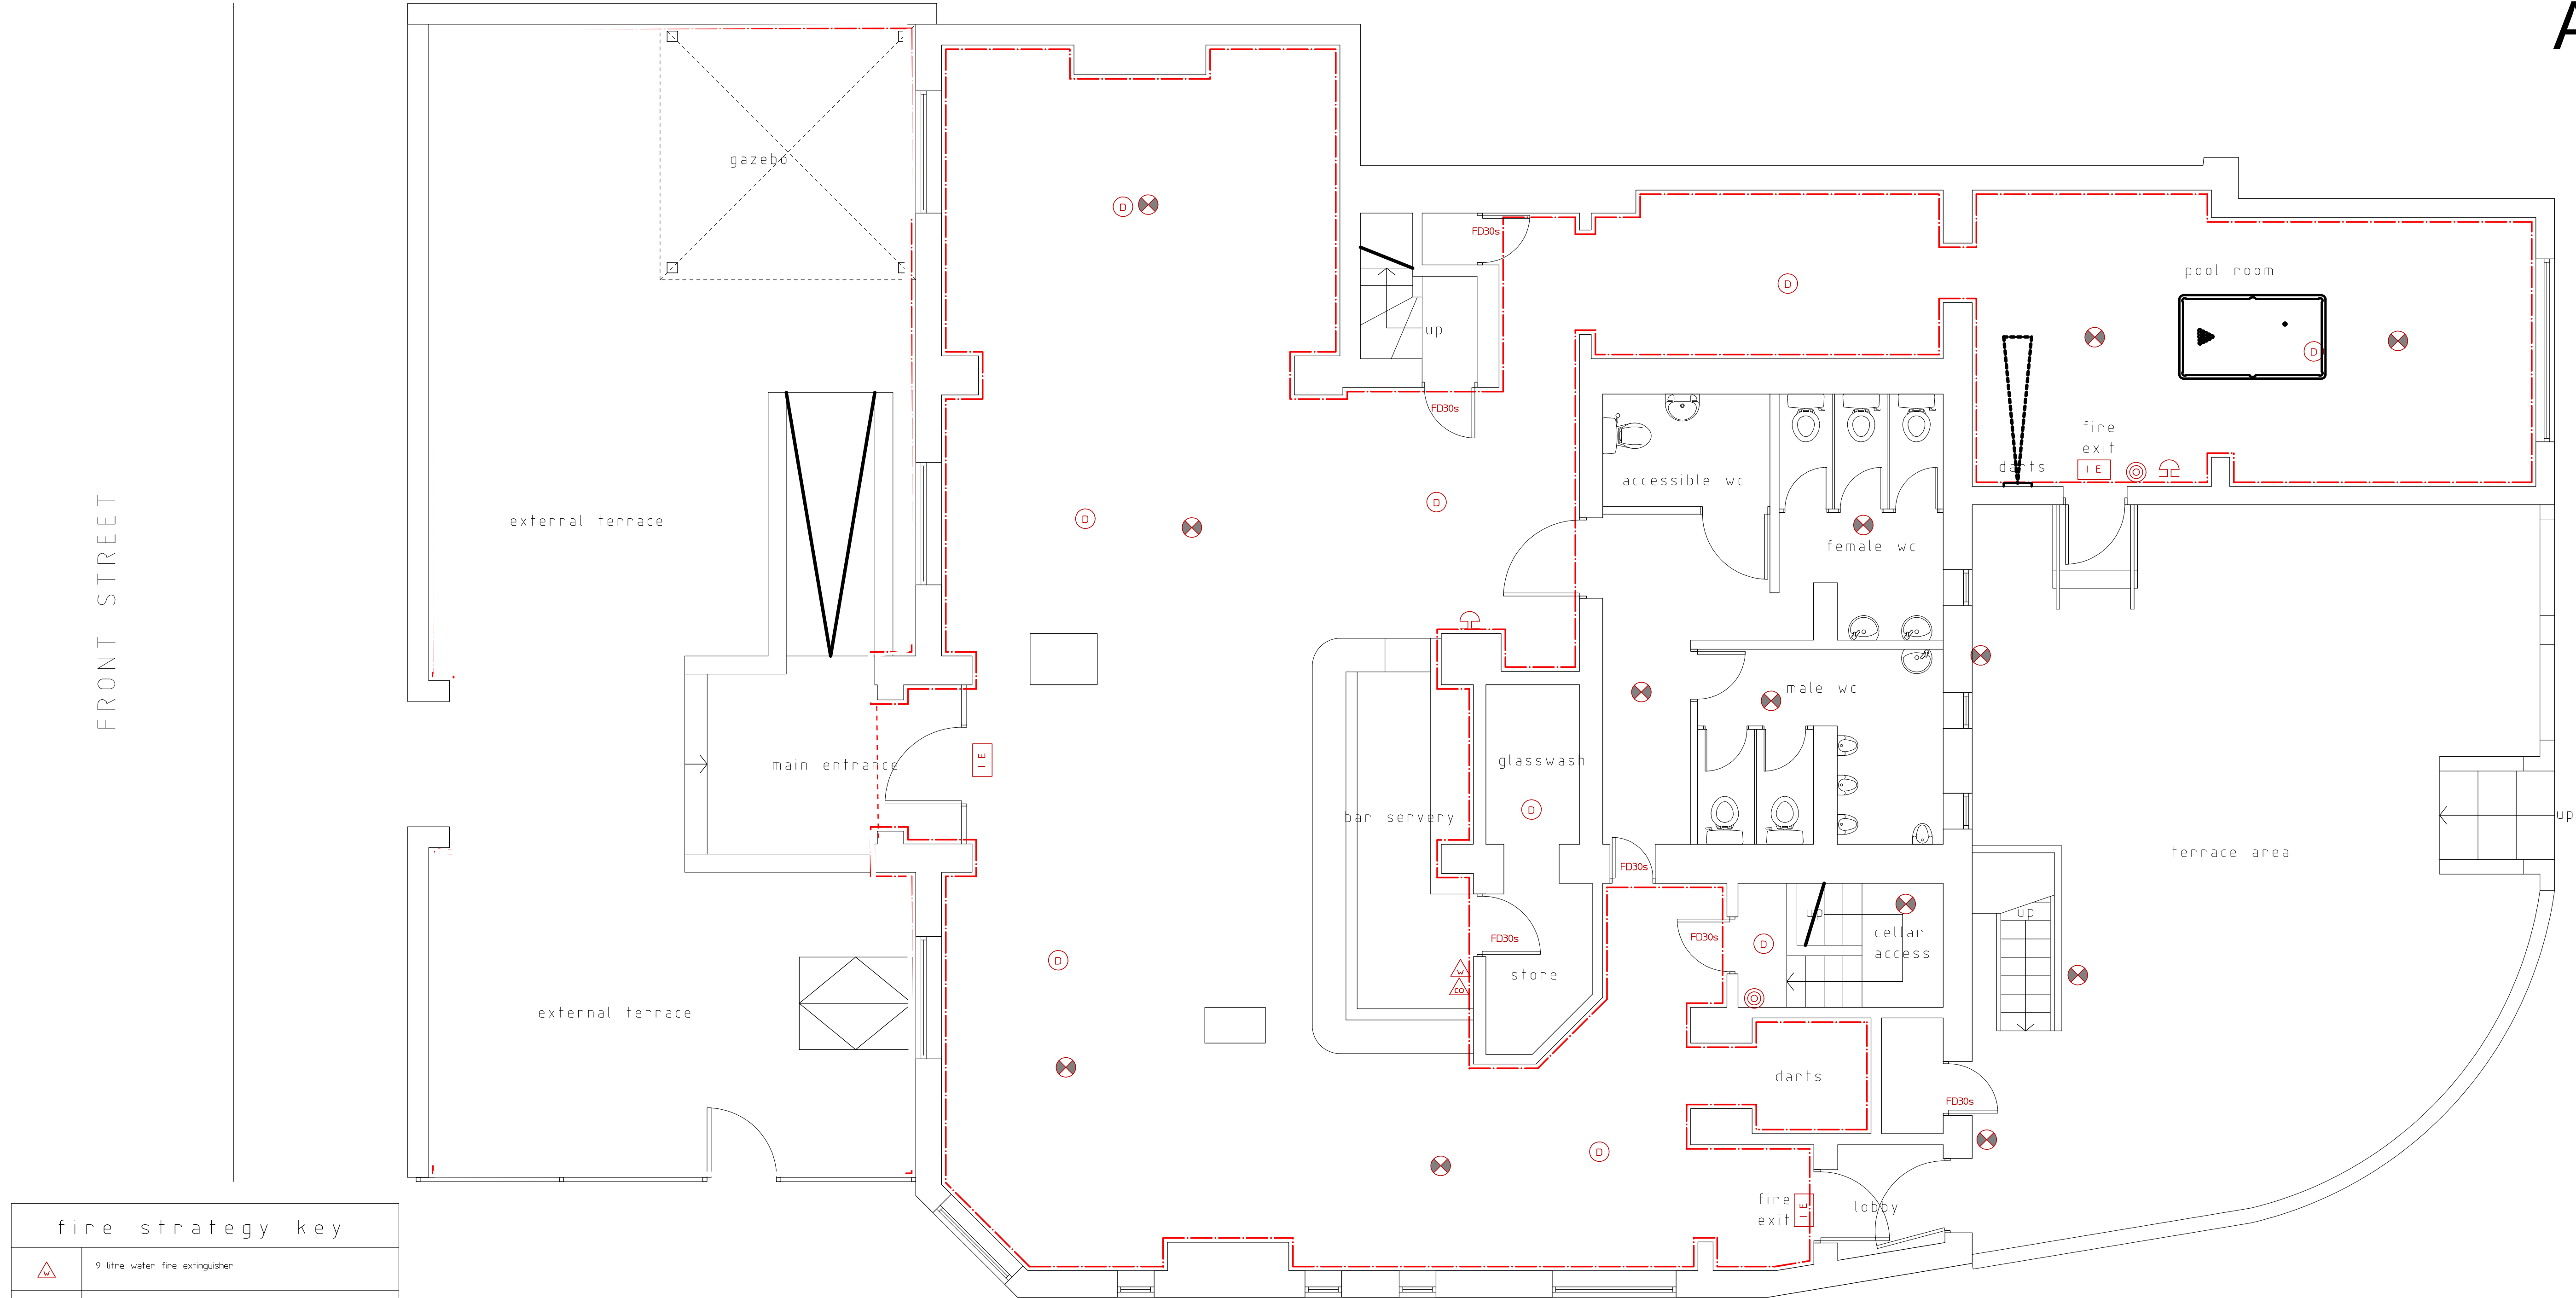 A
gazebo
D
FD30s
D
pool room
up
D
FD30s
fire
exit
IE
darts
accessible wc
D
D
external terrace
female wc
FRONT STREET
male wc
IE
main entrance
glasswash
D
bar servery
up
FD30s
terrace area
up
up
cellar
access
FD30s
FD30s
D
D
W
CO
store
external terrace
darts
FD30s
D
fire
exit
IE
lobby
fire strategy key
W
9 litre water fire extinguisher